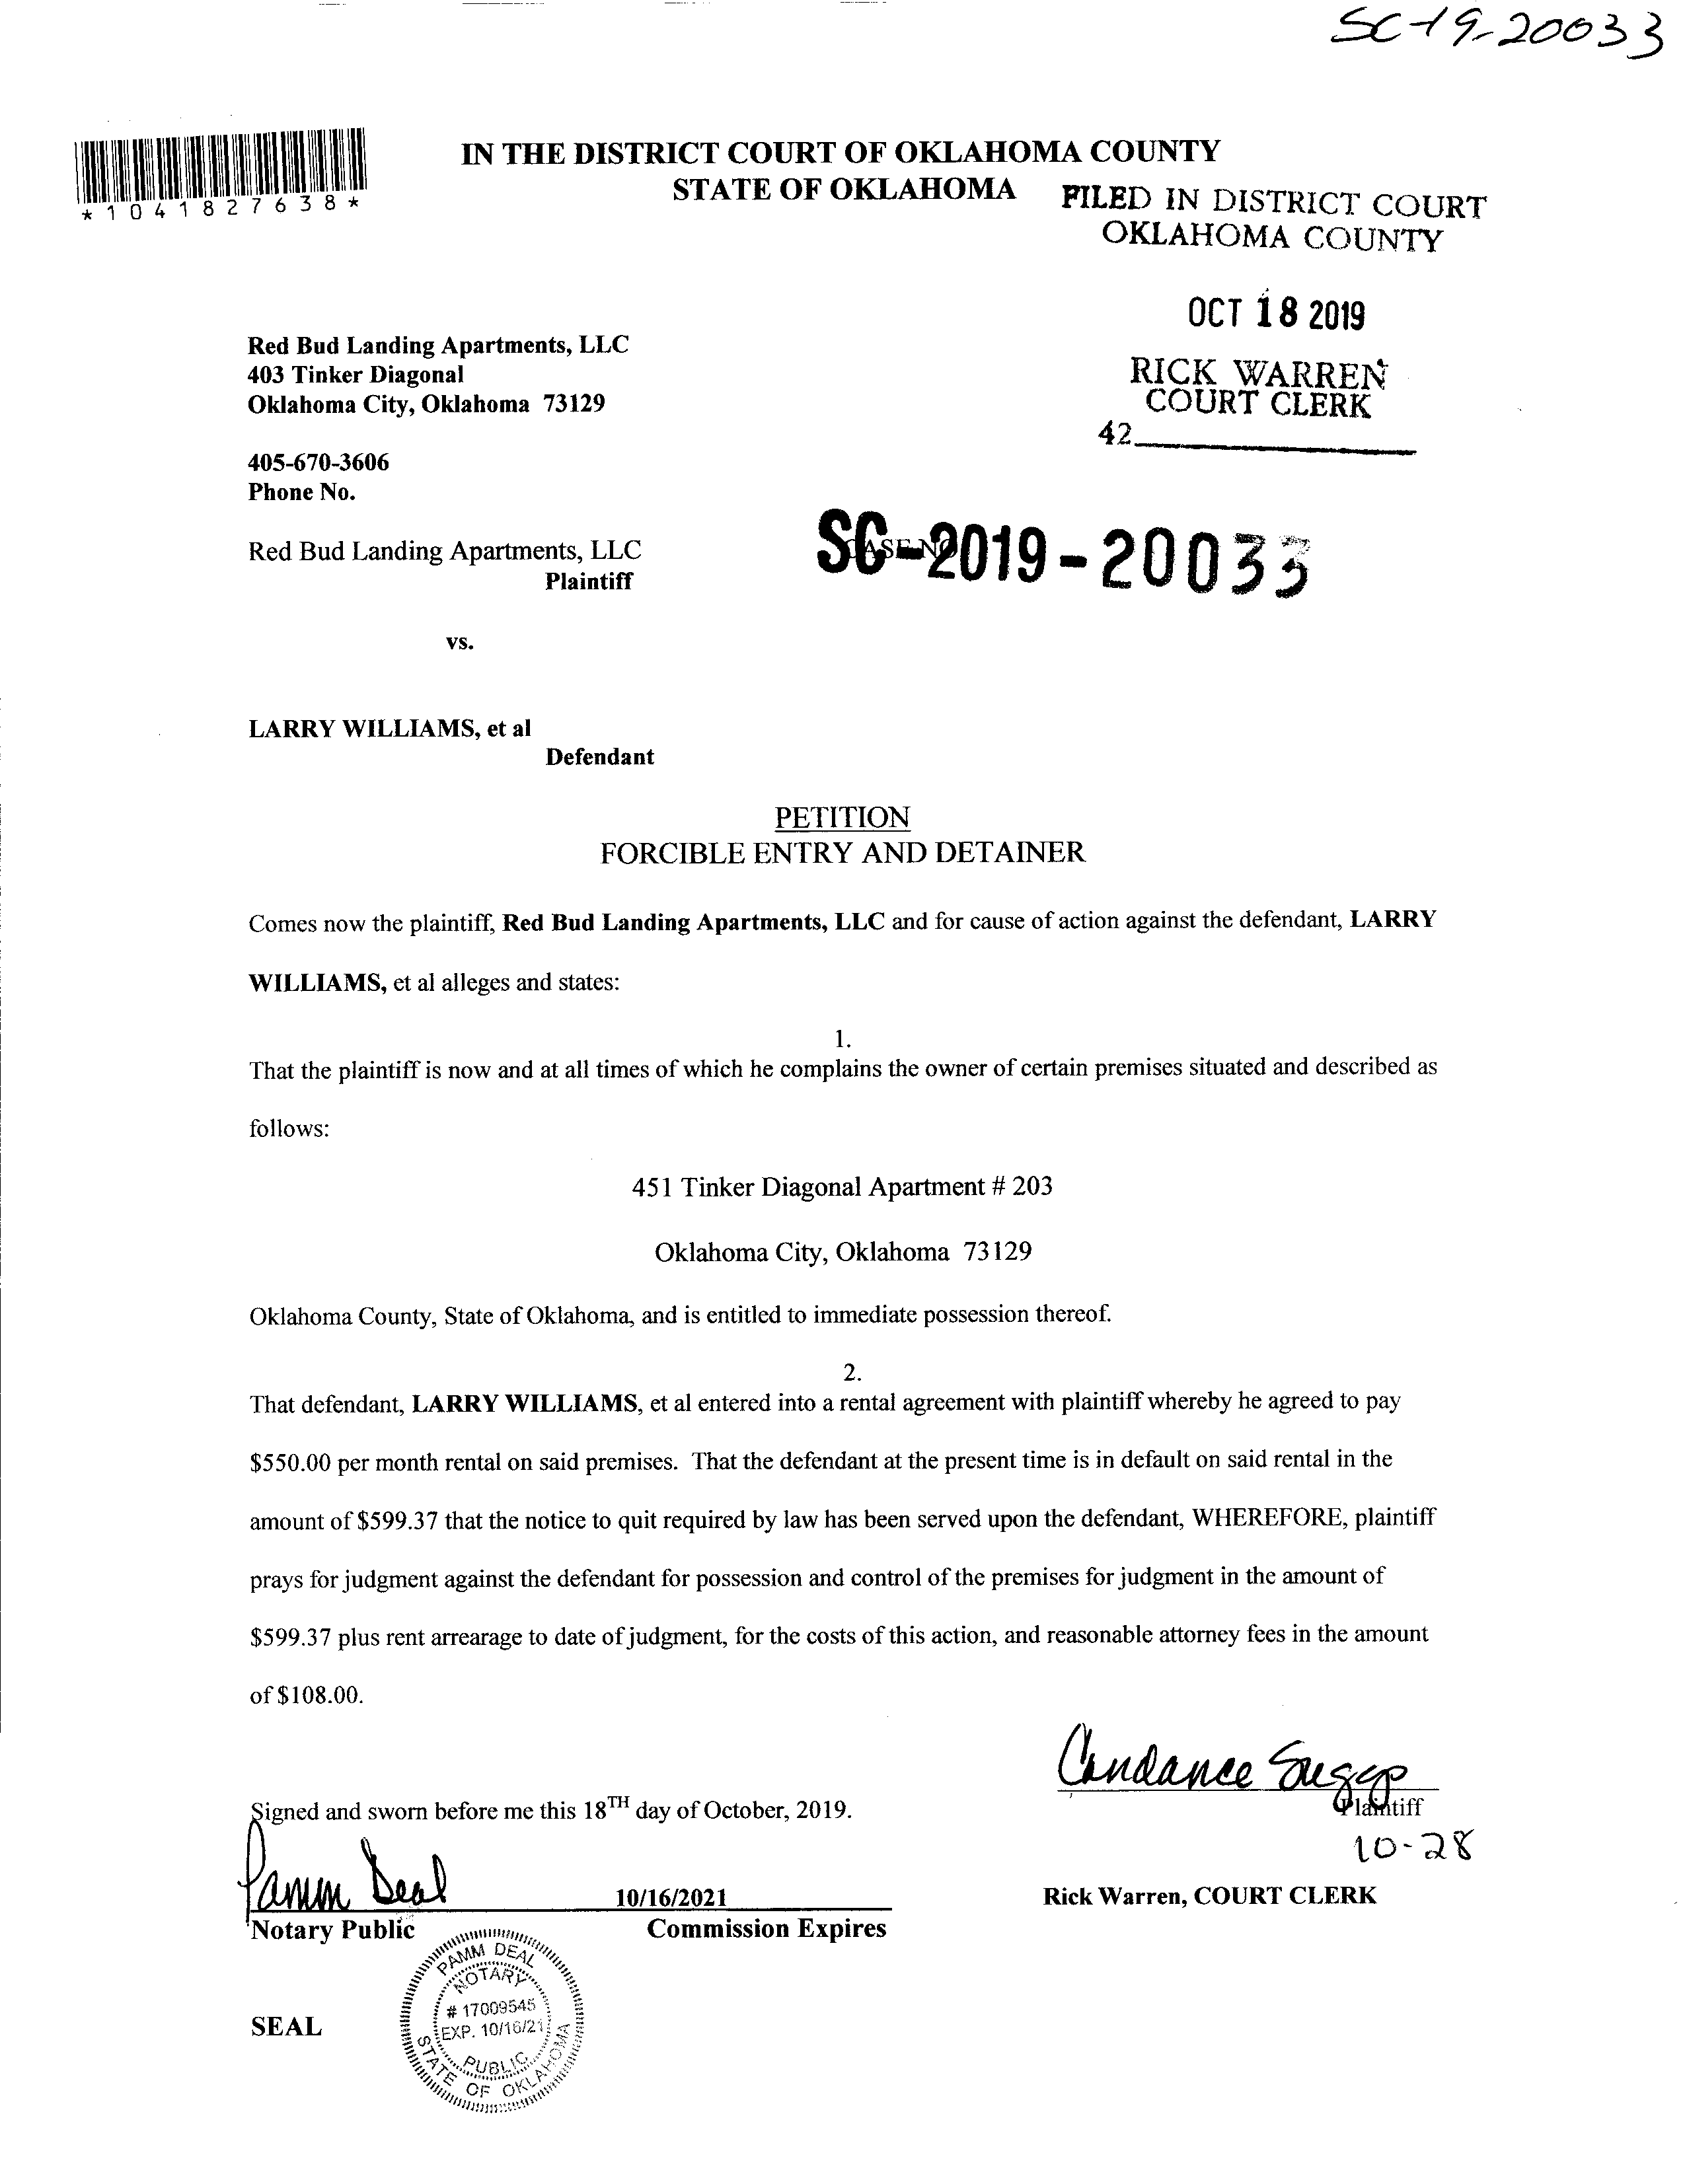 SC-19-20033
*1041827638*
IN THE DISTRICT COURT OF OKLAHOMA COUNTY
STATE OF OKLAHOMA
FILED IN DISTRICT COURT
OKLAHOMA COUNTY
OCT 18 2019
RICK WARREN
COURT CLERK
42
Red Bud Landing Apartments, LLC
403 Tinker Diagonal
Oklahoma City, Oklahoma 73129
405-670-3606
Phone No.
Red Bud Landing Apartments, LLC
Plaintiff
CASE NO
SC-2019-20033
vs.
LARRY WILLIAMS, et al
Defendant
PETITION
FORCIBLE ENTRY AND DETAINER
Comes now the plaintiff, Red Bud Landing Apartments, LLC and for cause of action against the defendant, LARRY
WILLIAMS, et al alleges and states:
1.
That the plaintiff is now and at all times of which he complains the owner of certain premises situated and described as
follows:
451 Tinker Diagonal Apartment # 203
Oklahoma City, Oklahoma 73129
Oklahoma County, State of Oklahoma, and is entitled to immediate possession thereof.
2.
That defendant, LARRY WILLIAMS, et al entered into a rental agreement with plaintiff whereby he agreed to pay
$550.00 per month rental on said premises. That the defendant at the present time is in default on said rental in the
amount of $599.37 that the notice to quit required by law has been served upon the defendant, WHEREFORE, plaintiff
prays for judgment against the defendant for possession and control of the premises for judgment in the amount of
$599.37 plus rent arrearage to date of judgment, for the costs of this action, and reasonable attorney fees in the amount
of $108.00.
Candance Suggs
Plaintiff
10-28
Signed and sworn before me this 18TH day of October, 2019.
Pamm Deal
10/16/2021
Rick Warren, COURT CLERK
Notary Public
Commission Expires
SEAL
PAMM DEAL
NOTARY
# 17009545
EXP. 10/16/21
PUBLIC
STATE OF OKLAHOMA